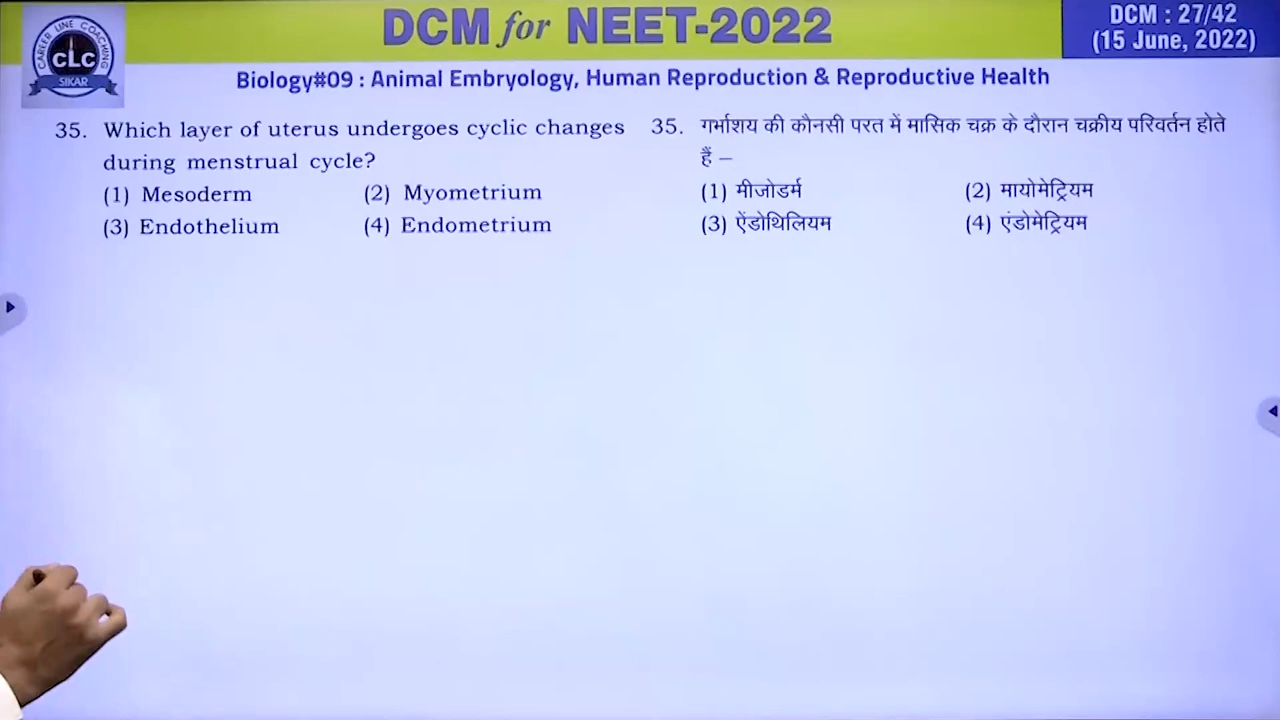 DCM for NEET-2022
DCM : 27/42
(15 June, 2022)
CAREER LINE COACHING
CLC
SIKAR
Biology#09 : Animal Embryology, Human Reproduction & Reproductive Health
35. Which layer of uterus undergoes cyclic changes
during menstrual cycle?
(1) Mesoderm (2) Myometrium
(3) Endothelium (4) Endometrium
35. गर्भाशय की कौनसी परत में मासिक चक्र के दौरान चक्रीय परिवर्तन होते
हैं –
(1) मीजोडर्म (2) मायोमेट्रियम
(3) ऐंडोथिलियम (4) एंडोमेट्रियम